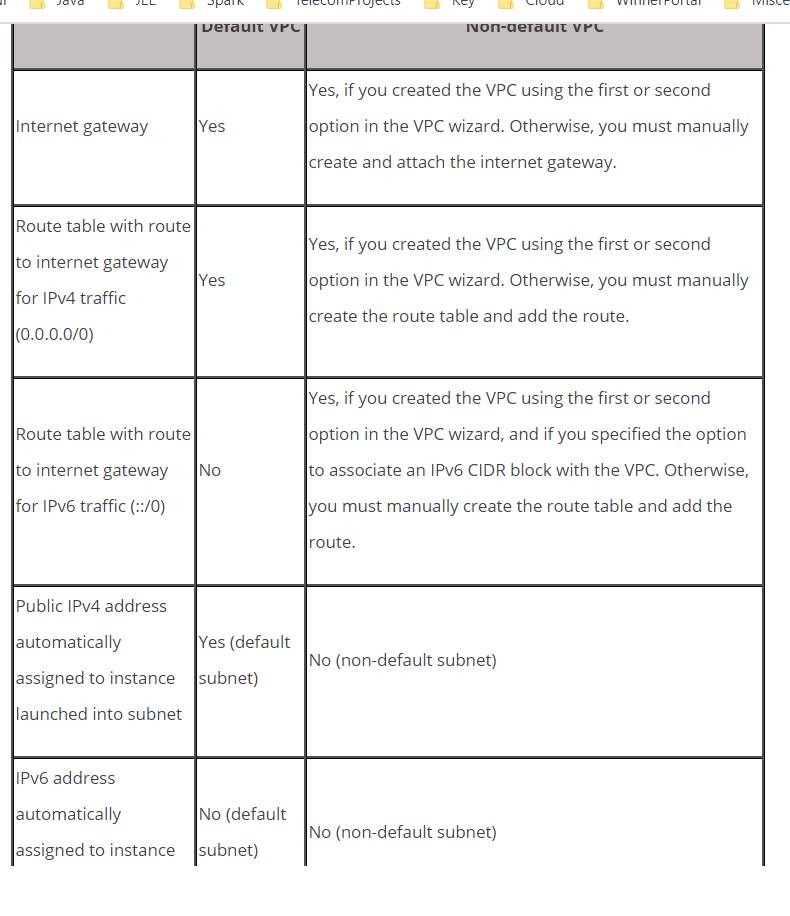 Java JEE Spark TelecomProjects Key Cloud WinnerPortal Misce
Default VPC Non-default VPC
Internet gateway
Yes
Yes, if you created the VPC using the first or second
option in the VPC wizard. Otherwise, you must manually
create and attach the internet gateway.
Route table with route
to internet gateway
for IPv4 traffic
(0.0.0.0/0)
Yes
Yes, if you created the VPC using the first or second
option in the VPC wizard. Otherwise, you must manually
create the route table and add the route.
Route table with route
to internet gateway
for IPv6 traffic (::/0)
No
Yes, if you created the VPC using the first or second
option in the VPC wizard, and if you specified the option
to associate an IPv6 CIDR block with the VPC. Otherwise,
you must manually create the route table and add the
route.
Public IPv4 address
automatically
assigned to instance
launched into subnet
Yes (default
subnet)
No (non-default subnet)
IPv6 address
automatically
assigned to instance
No (default
subnet)
No (non-default subnet)